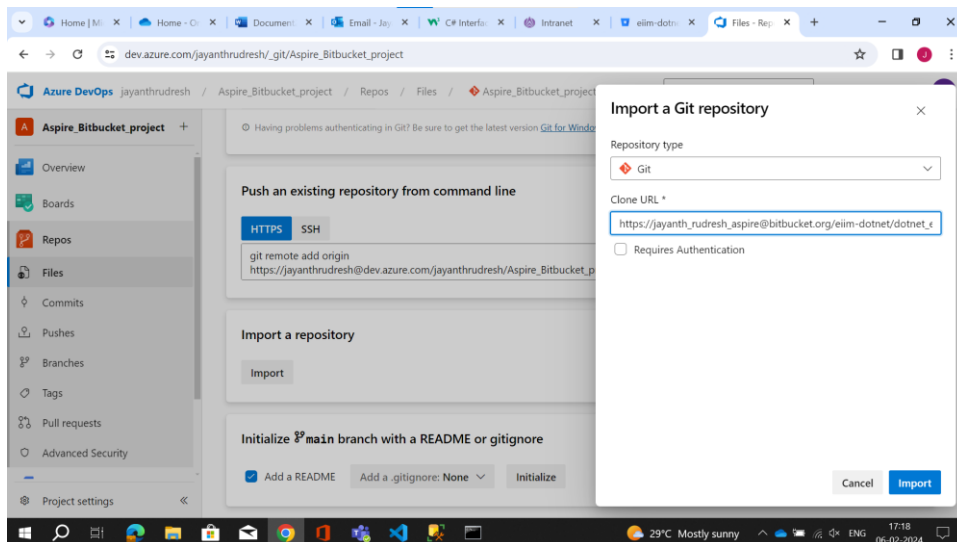 Home | Mi
Home - Or
Document
Email - Jay
C# Interfac
Intranet
eiim-dotn
Files - Rep
dev.azure.com/jayanthrudresh/_git/Aspire_Bitbucket_project
J
Azure DevOps jayanthrudresh / Aspire_Bitbucket_project / Repos / Files / Aspire_Bitbucket_project
A Aspire_Bitbucket_project +
Overview
Boards
Repos
Files
Commits
Pushes
Branches
Tags
Pull requests
Advanced Security
Project settings
Having problems authenticating in Git? Be sure to get the latest version Git for Windo
Push an existing repository from command line
HTTPS SSH
git remote add origin
https://jayanthrudresh@dev.azure.com/jayanthrudresh/Aspire_Bitbucket_p
Import a repository
Import
Initialize main branch with a README or gitignore
Add a README Add a .gitignore: None Initialize
Import a Git repository
Repository type
Git
Clone URL *
https://jayanth_rudresh_aspire@bitbucket.org/eiim-dotnet/dotnet_e
Requires Authentication
Cancel Import
29°C Mostly sunny
ENG
17:18
06-02-2024